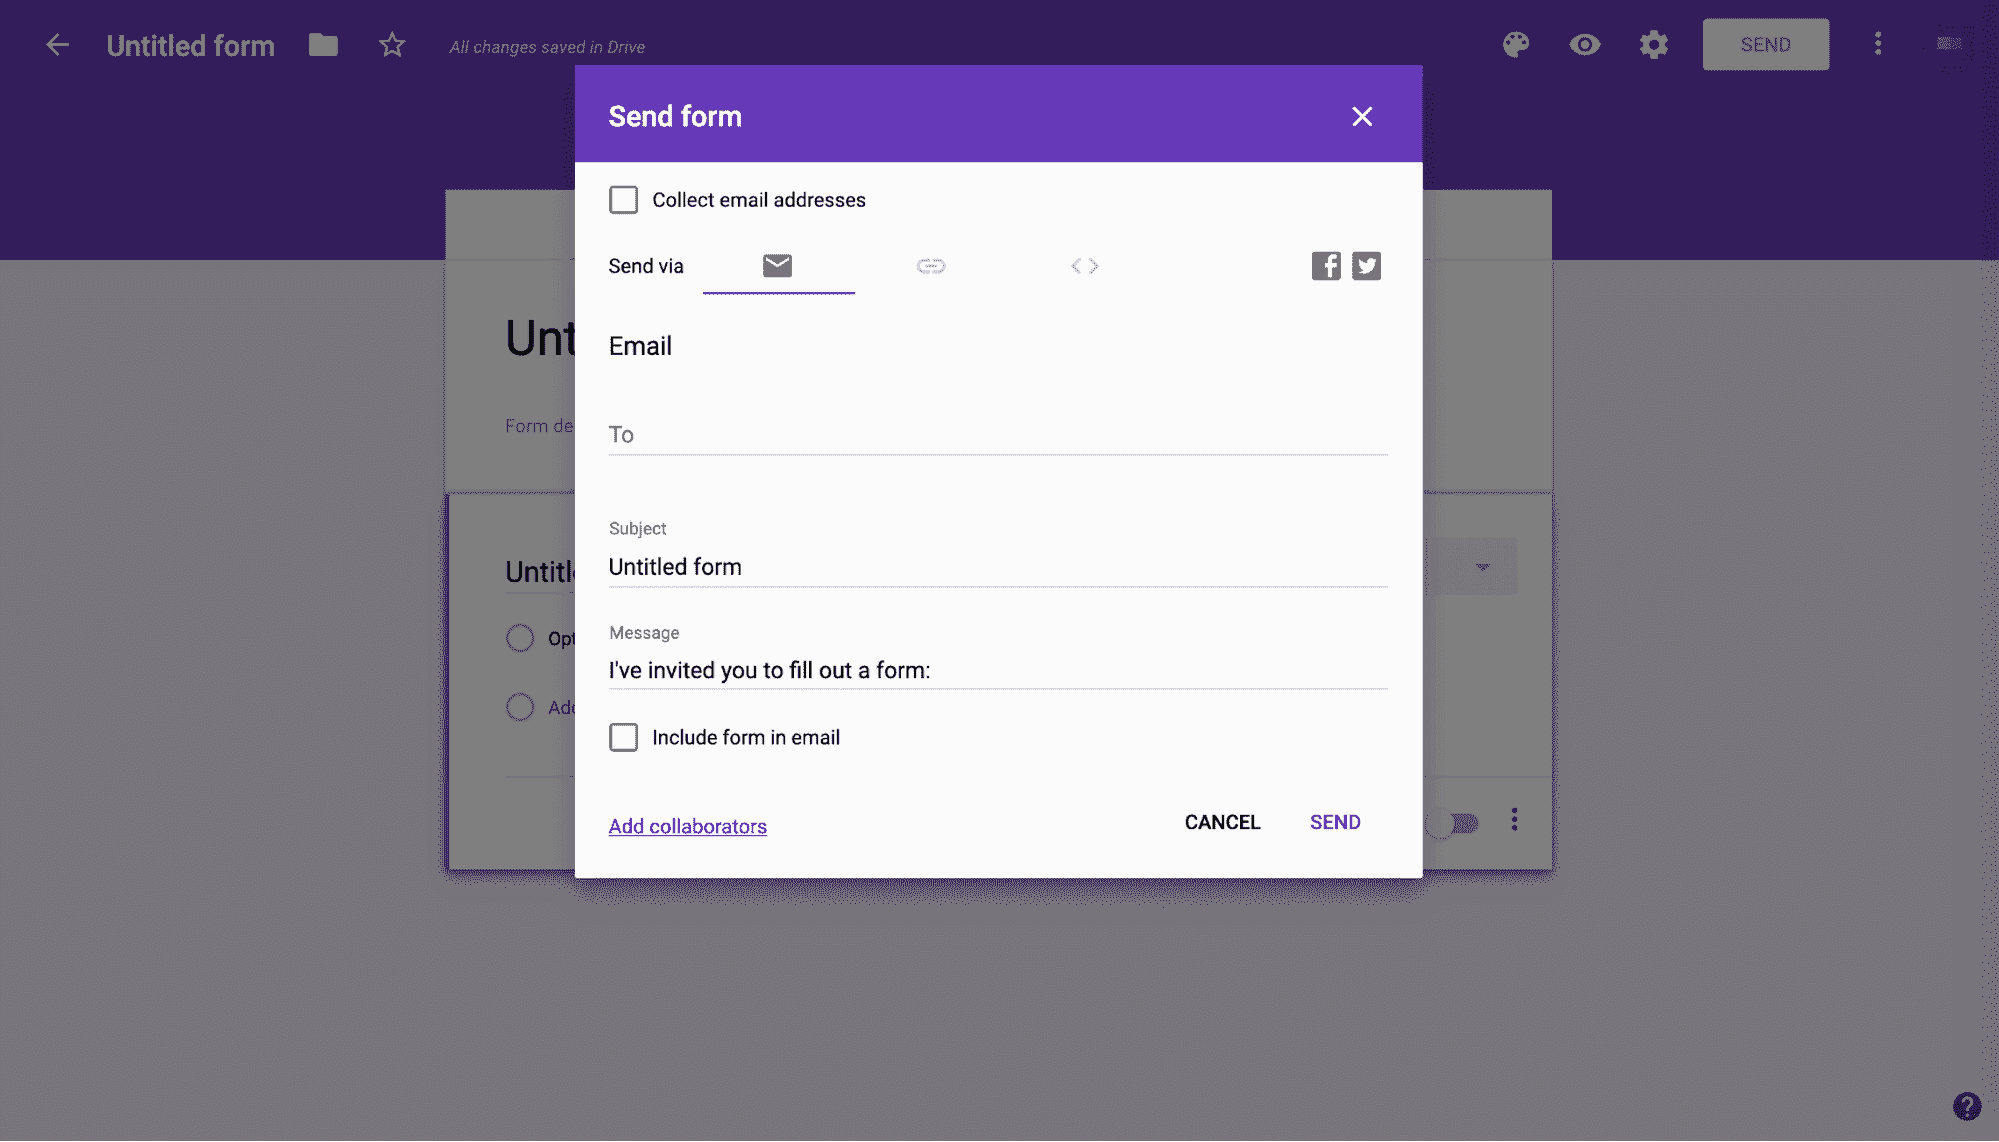 Untitled form
All changes saved in Drive
SEND
Send form
Collect email addresses
Send via
Email
To
Subject
Untitled form
Message
I've invited you to fill out a form:
Include form in email
Add collaborators
CANCEL
SEND
Unt
Form de
Untitl
Opt
Add